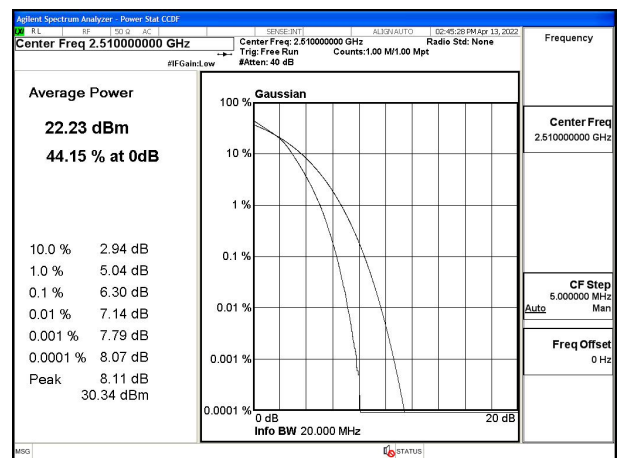 Agilent Spectrum Analyzer - Power Stat CCDF
RL RF 50 Ω AC SENSE:INT ALIGN AUTO 02:45:28 PM Apr 13, 2022
Center Freq 2.510000000 GHz
Center Freq: 2.510000000 GHz Radio Std: None
Trig: Free Run Counts:1.00 M/1.00 Mpt
#IFGain:Low #Atten: 40 dB
Frequency
Average Power
22.23 dBm
44.15 % at 0dB
10.0 % 2.94 dB
1.0 % 5.04 dB
0.1 % 6.30 dB
0.01 % 7.14 dB
0.001 % 7.79 dB
0.0001 % 8.07 dB
Peak 8.11 dB
30.34 dBm
Gaussian
100 %
10 %
1 %
0.1 %
0.01 %
0.001 %
0.0001 %
0 dB 20 dB
Info BW 20.000 MHz
Center Freq
2.510000000 GHz
CF Step
5.000000 MHz
Auto Man
Freq Offset
0 Hz
MSG STATUS